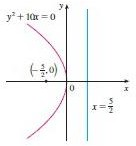 y² + 10x = 0
y
(-5/2, 0)
0
x
x = 5/2